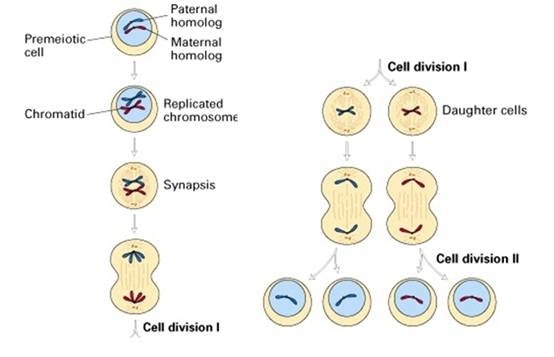 Paternal
homolog
Premeiotic
cell
Maternal
homolog
Chromatid
Replicated
chromosome
Synapsis
Cell division I
Cell division I
Daughter cells
Cell division II